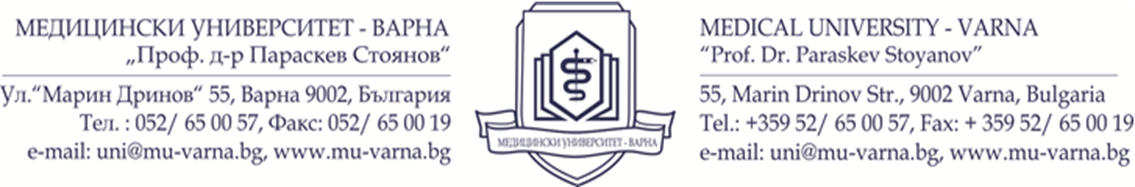 МЕДИЦИНСКИ УНИВЕРСИТЕТ - ВАРНА
„Проф. д-р Параскев Стоянов“
Ул.“Марин Дринов“ 55, Варна 9002, България
Тел. : 052/ 65 00 57, Факс: 052/ 65 00 19
e-mail: uni@mu-varna.bg, www.mu-varna.bg
МЕДИЦИНСКИ УНИВЕРСИТЕТ - ВАРНА
MEDICAL UNIVERSITY - VARNA
“Prof. Dr. Paraskev Stoyanov”
55, Marin Drinov Str., 9002 Varna, Bulgaria
Tel.: +359 52/ 65 00 57, Fax: + 359 52/ 65 00 19
e-mail: uni@mu-varna.bg, www.mu-varna.bg